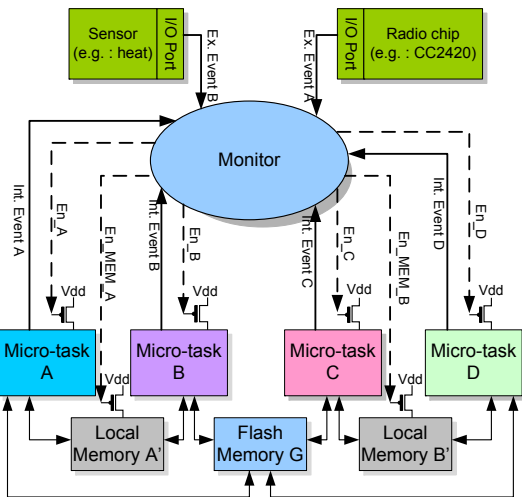 Sensor
(e.g. : heat)
I/O Port
I/O Port
Radio chip
(e.g. : CC2420)
Ex. Event B
Ex. Event A
Monitor
Int. Event A
En_A
En_MEM_A
Int. Event B
En_B
Int. Event C
En_C
En_MEM_B
Int. Event D
En_D
Vdd
Vdd
Vdd
Vdd
Micro-task
A
Micro-task
B
Micro-task
C
Micro-task
D
Vdd
Vdd
Local
Memory A'
Flash
Memory G
Local
Memory B'